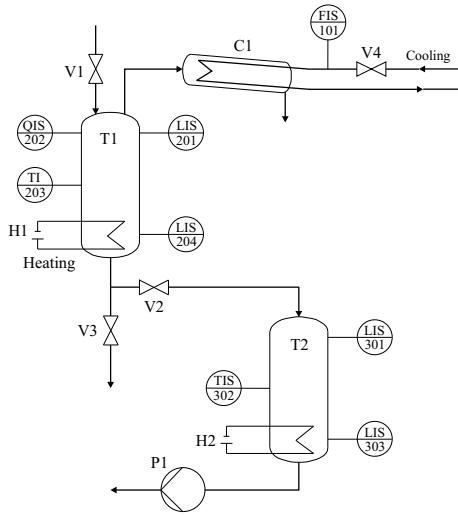 FIS
101
C1
V4
Cooling
V1
QIS
202
T1
LIS
201
TI
203
H1
LIS
204
Heating
V2
V3
T2
LIS
301
TIS
302
H2
LIS
303
P1